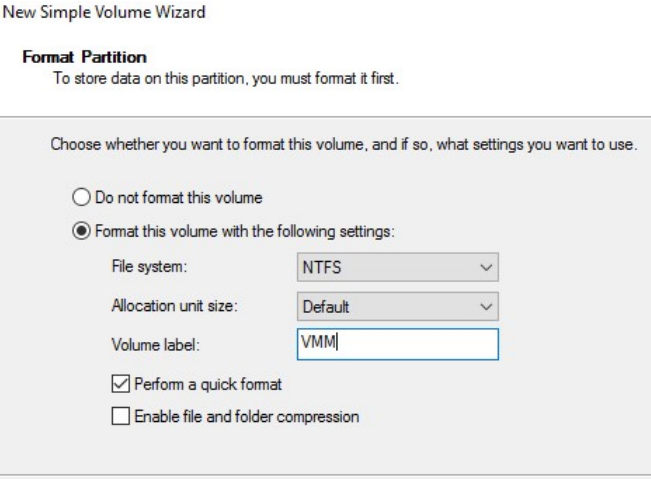 New Simple Volume Wizard
Format Partition
To store data on this partition, you must format it first.
Choose whether you want to format this volume, and if so, what settings you want to use.
Do not format this volume
Format this volume with the following settings:
File system: NTFS
Allocation unit size: Default
Volume label: VMM
Perform a quick format
Enable file and folder compression